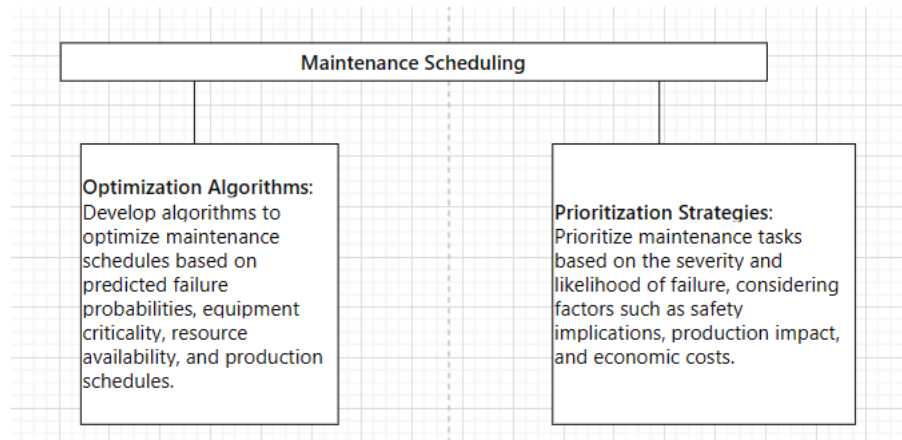 Maintenance Scheduling
Optimization Algorithms:
Develop algorithms to
optimize maintenance
schedules based on
predicted failure
probabilities, equipment
criticality, resource
availability, and production
schedules.
Prioritization Strategies:
Prioritize maintenance tasks
based on the severity and
likelihood of failure, considering
factors such as safety
implications, production impact,
and economic costs.